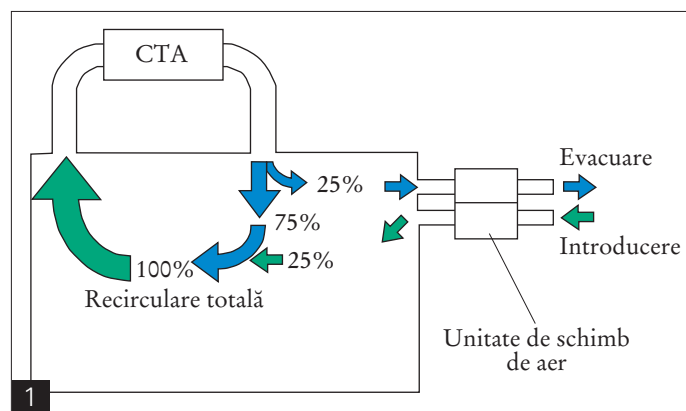 CTA
Evacuare
25%
75%
25%
100%
Introducere
Recirculare totală
Unitate de schimb
de aer
1